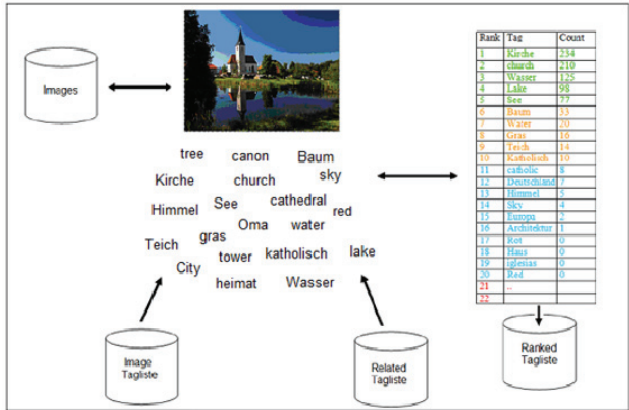 Images
tree canon Baum
sky
Kirche church
cathedral
Himmel See red
Oma water
Teich gras
tower katholisch lake
City
heimat Wasser
Image
Tagliste
Related
Tagliste
Rank Tag Count
1 Kirche 234
2 church 210
3 Wasser 125
4 Lake 98
5 See 77
6 Baum 33
7 Water 20
8 Gras 16
9 Teich 14
10 Katholisch 10
11 catholic 8
12 Deutschland 7
13 Himmel 5
14 Sky 4
15 Europa 2
16 Architektur 1
17 Rot 0
18 Haus 0
19 iglesias 0
20 Red 0
21 ..
22
Ranked
Tagliste